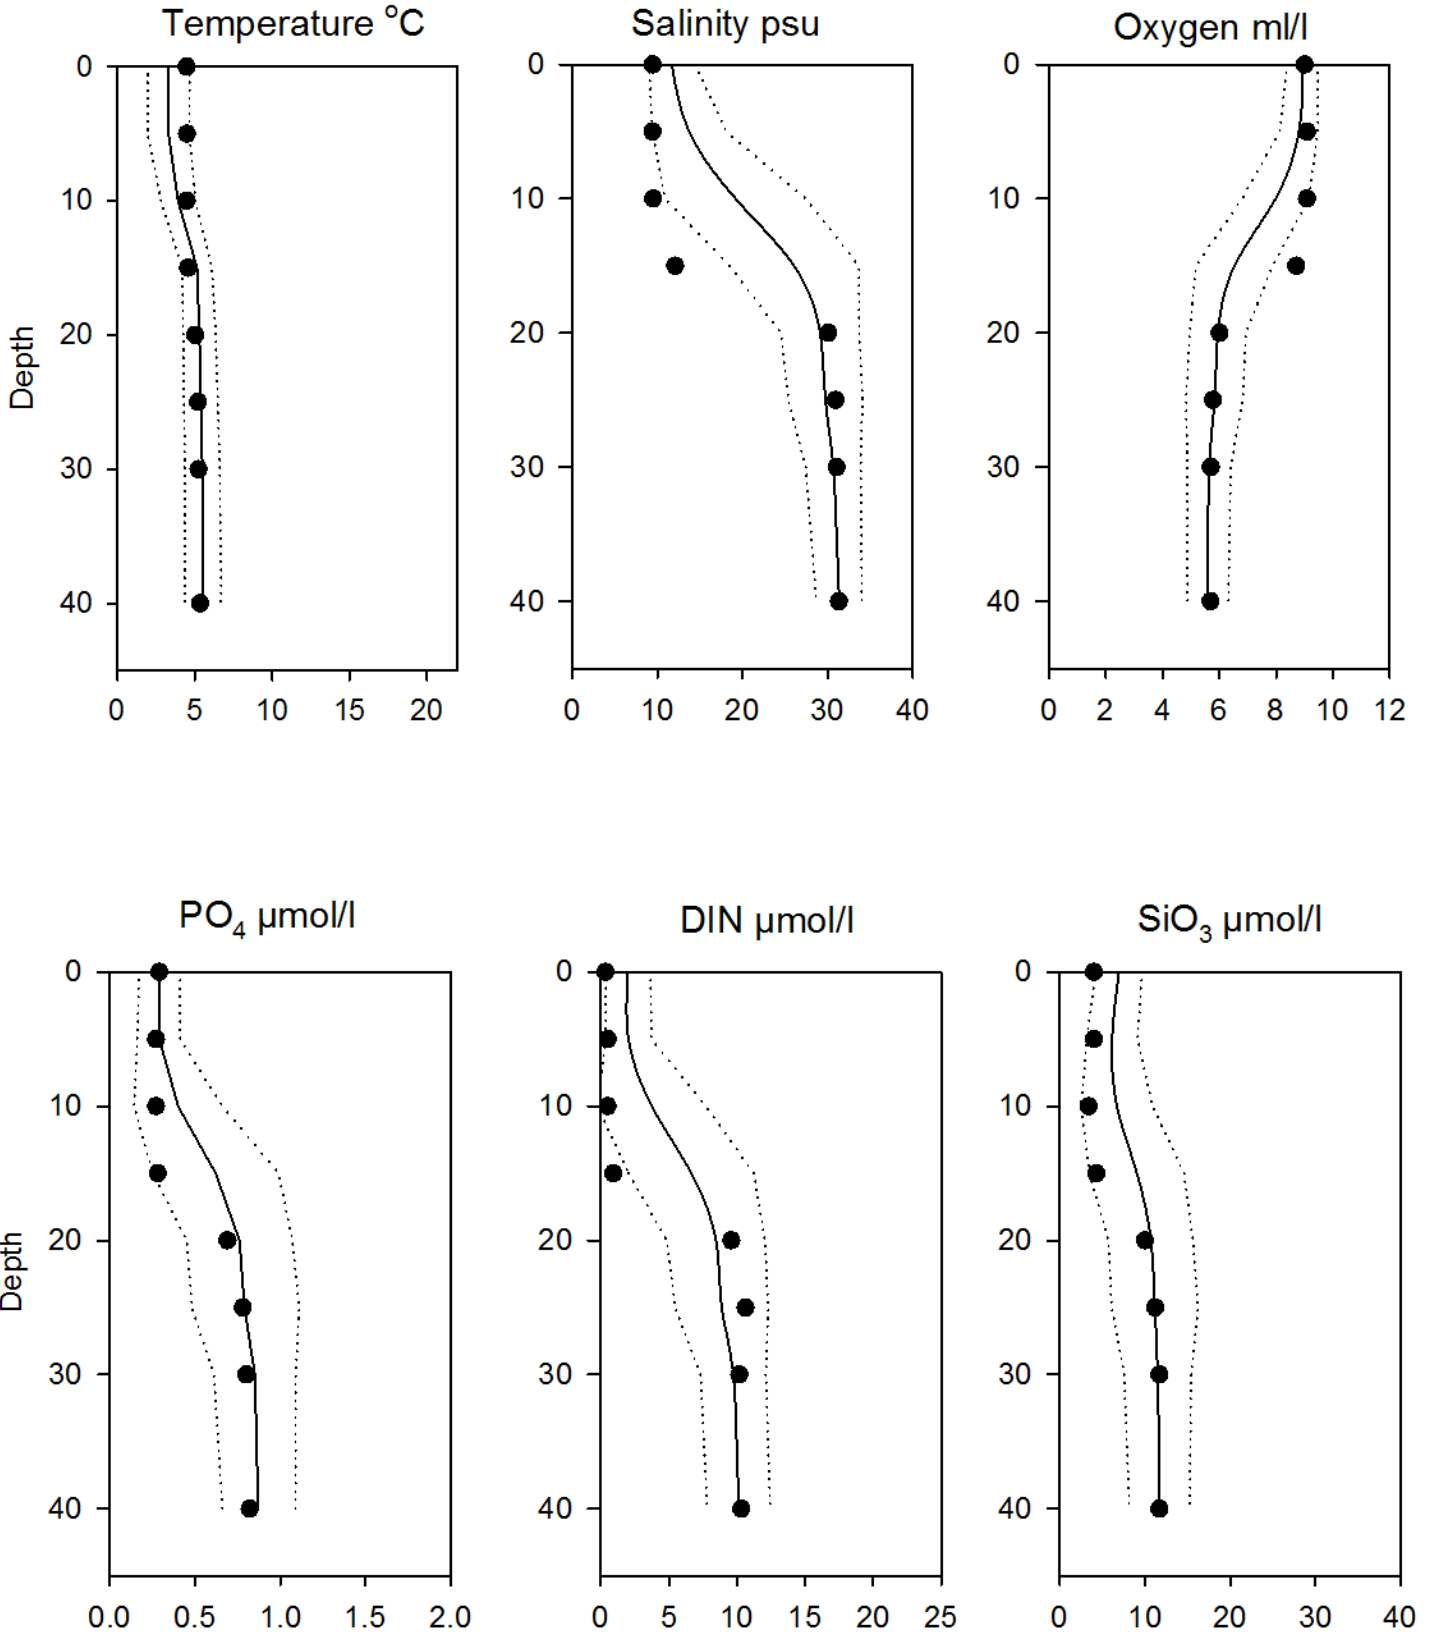 Temperature °C
Salinity psu
Oxygen ml/l
0
10
20
30
40
Depth
0 5 10 15 20
0
10
20
30
40
0 10 20 30 40
0
10
20
30
40
0 2 4 6 8 10 12
PO4 µmol/l
DIN µmol/l
SiO3 µmol/l
0
10
20
30
40
Depth
0.0 0.5 1.0 1.5 2.0
0
10
20
30
40
0 5 10 15 20 25
0
10
20
30
40
0 10 20 30 40